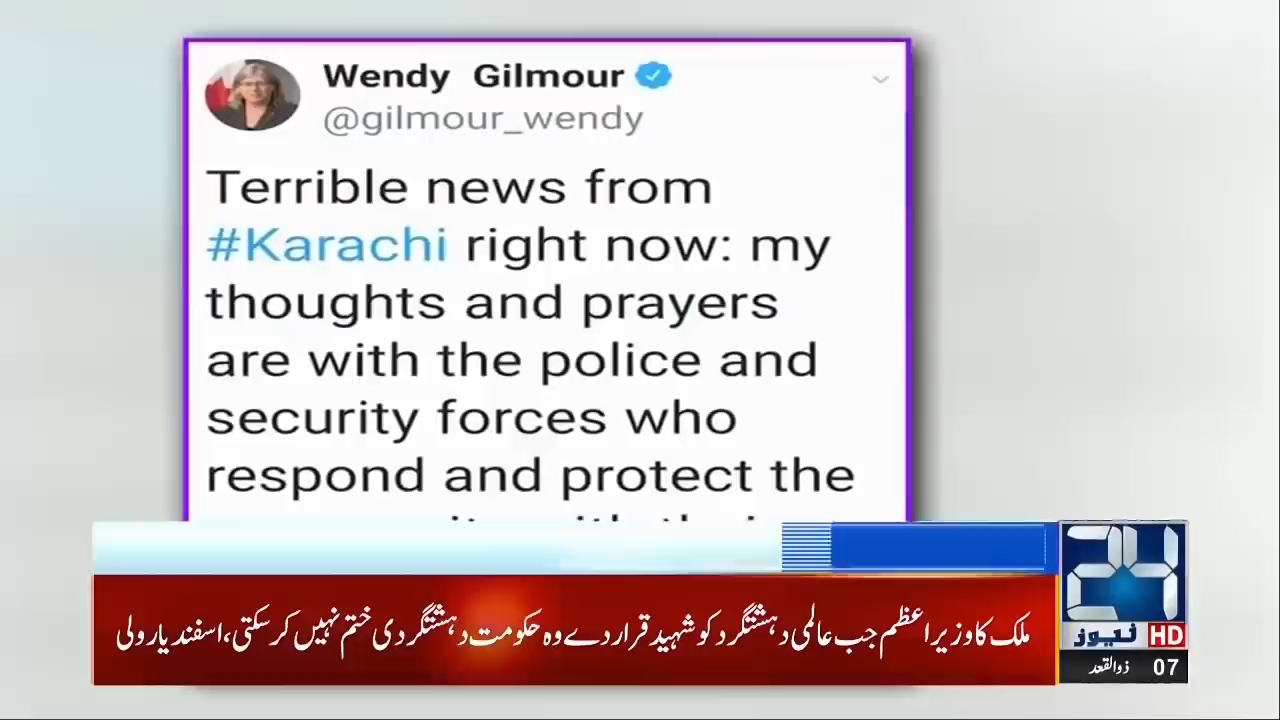 Wendy Gilmour
@gilmour_wendy
Terrible news from
#Karachi right now: my
thoughts and prayers
are with the police and
security forces who
respond and protect the
ملک کا وزیراعظم جب عالمی دہشتگرد کو شہید قرار دے وہ حکومت دہشتگردی ختم نہیں کرسکتی، اسفندیار ولی
24
نیوز HD
07 ذوالقعد